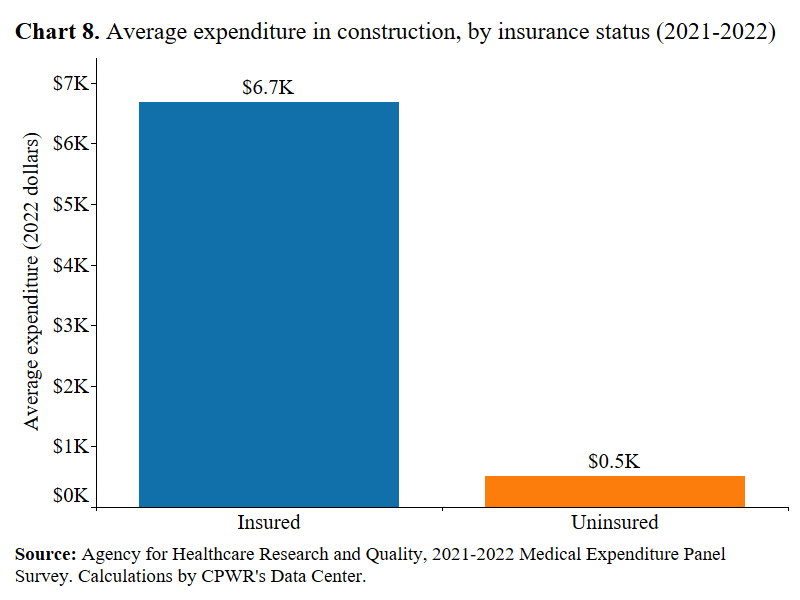 Chart 8. Average expenditure in construction, by insurance status (2021-2022)
Average expenditure (2022 dollars)
$7K
$6K
$5K
$4K
$3K
$2K
$1K
$0K
$6.7K
$0.5K
Insured
Uninsured
Source: Agency for Healthcare Research and Quality, 2021-2022 Medical Expenditure Panel
Survey. Calculations by CPWR's Data Center.